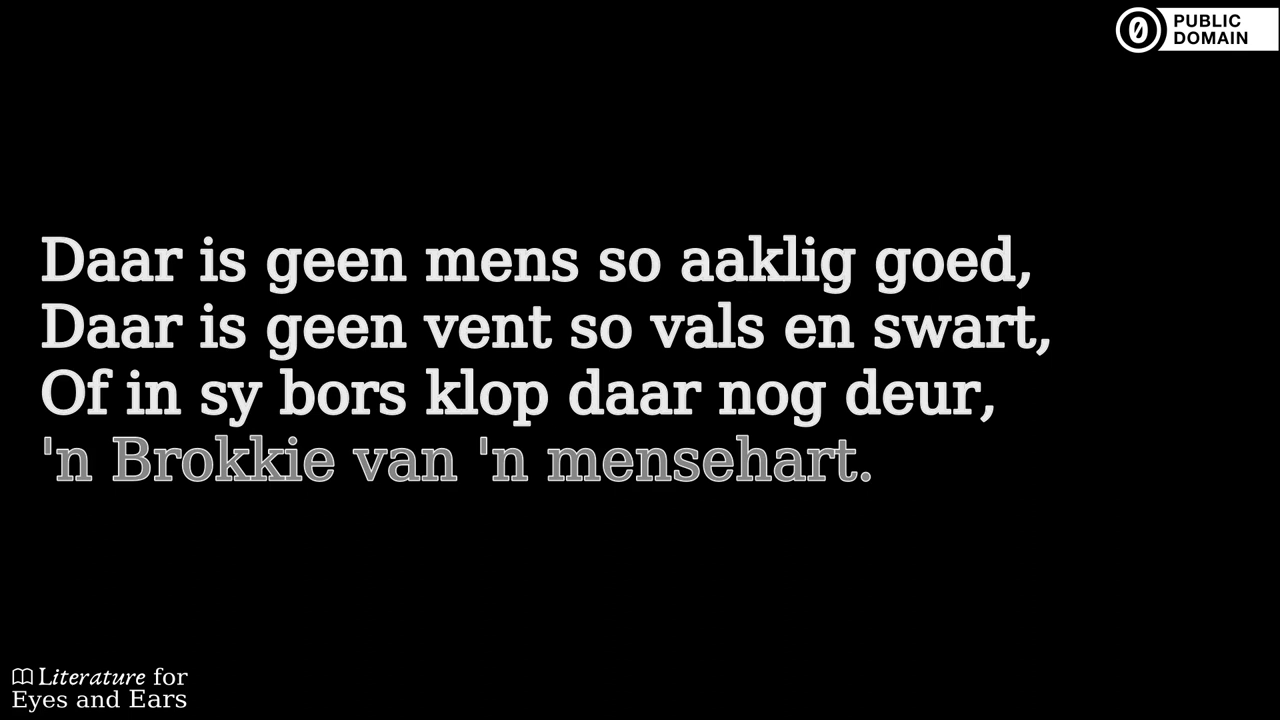 PUBLIC
DOMAIN
Daar is geen mens so aaklig goed,
Daar is geen vent so vals en swart,
Of in sy bors klop daar nog deur,
'n Brokkie van 'n mensehart.
Literature for
Eyes and Ears